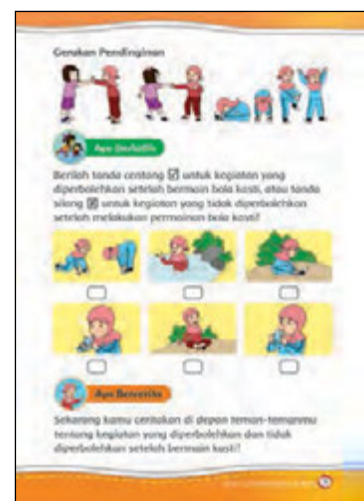 Gerakan Pendinginan
Ayo Berlatih
Berilah tanda centang ☑ untuk kegiatan yang
diperbolehkan setelah bermain bola kasti, atau tanda
silang ☒ untuk kegiatan yang tidak diperbolehkan
setelah melakukan permainan bola kasti!
Ayo Bercerita
Sekarang kamu ceritakan di depan teman-temanmu
tentang kegiatan yang diperbolehkan dan tidak
diperbolehkan setelah bermain kasti!